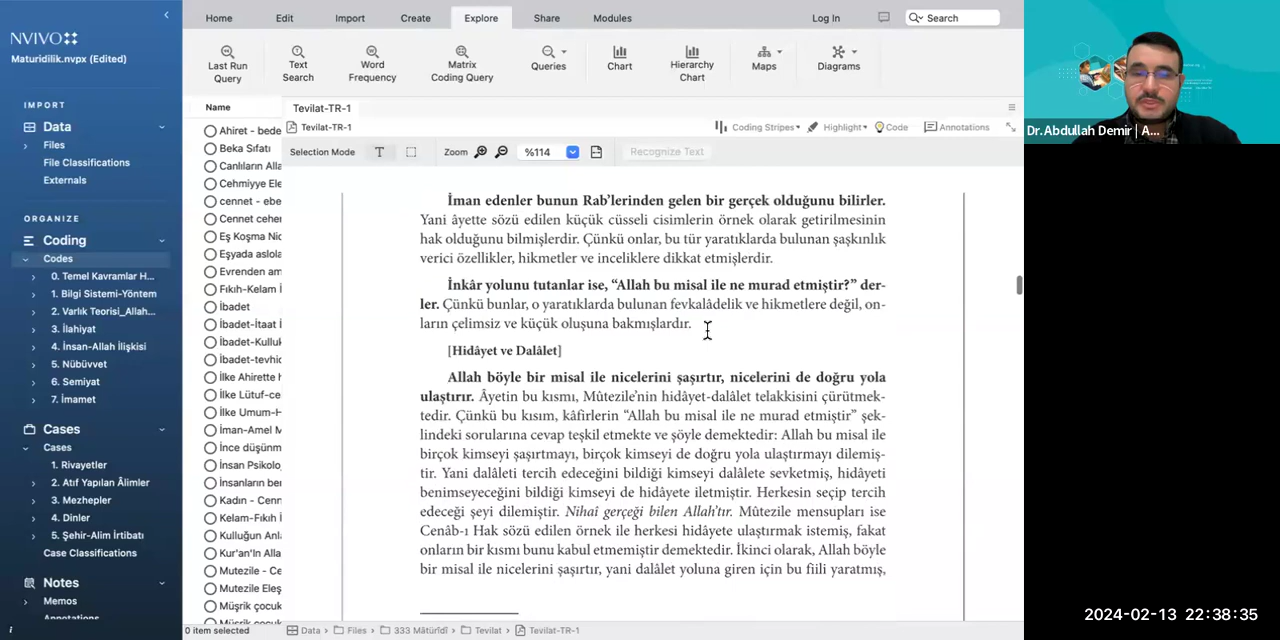 NVIVO
Maturidilik.nvpx (Edited)
IMPORT
Data
Files
File Classifications
Externals
ORGANIZE
Coding
Codes
0. Temel Kavramlar H...
1. Bilgi Sistemi-Yöntem
2. Varlık Teorisi_Allah...
3. İlahiyat
4. İnsan-Allah İlişkisi
5. Nübüvvet
6. Semiyat
7. İmamet
Cases
Cases
1. Rivayetler
2. Atıf Yapılan Âlimler
3. Mezhepler
4. Dinler
5. Şehir-Alim İrtibatı
Case Classifications
Notes
Memos
Annotations
Home Edit Import Create Explore Share Modules Log In Search
Last Run Query
Text Search
Word Frequency
Matrix Coding Query
Queries
Chart
Hierarchy Chart
Maps
Diagrams
Name
Ahiret - bede
Beka Sıfatı
Canlıların Alla
Cehmiyye Ele
cennet - ebe
Cennet cehe
Eş Koşma Nic
Eşyada aslola
Evrenden am
Fıkıh-Kelam İ
İbadet
İbadet-İtaat İ
İbadet-Kulluk
İbadet-tevhic
İlke Ahirette h
İlke Lütuf-ce
İlke Umum-H
İman-Amel M
İnce düşünm
İnsan Psikolo
İnsanların ber
Kadın - Cenn
Kelam-Fıkıh İ
Kulluğun Anla
Kur'an'In Alla
Mutezile - Ce
Mutezile Eleş
Müşrik çocuk
0 item selected
Tevilat-TR-1
Tevilat-TR-1
Coding Stripes Highlight Code Annotations
Selection Mode T Zoom %114 Recognize Text
İman edenler bunun Rab’lerinden gelen bir gerçek olduğunu bilirler.
Yani âyette sözü edilen küçük cüsseli cisimlerin örnek olarak getirilmesinin
hak olduğunu bilmişlerdir. Çünkü onlar, bu tür yaratıklarda bulunan şaşkınlık
verici özellikler, hikmetler ve inceliklere dikkat etmişlerdir.
İnkâr yolunu tutanlar ise, “Allah bu misal ile ne murad etmiştir?” der-
ler. Çünkü bunlar, o yaratıklarda bulunan fevkalâdelik ve hikmetlere değil, on-
ların çelimsiz ve küçük oluşuna bakmışlardır.
[Hidâyet ve Dalâlet]
Allah böyle bir misal ile nicelerini şaşırtır, nicelerini de doğru yola
ulaştırır. Âyetin bu kısmı, Mûtezile’nin hidâyet-dalâlet telakkisini çürütmek-
tedir. Çünkü bu kısım, kâfirlerin “Allah bu misal ile ne murad etmiştir” şek-
lindeki sorularına cevap teşkil etmekte ve şöyle demektedir: Allah bu misal ile
birçok kimseyi şaşırtmayı, birçok kimseyi de doğru yola ulaştırmayı dilemiş-
tir. Yani dalâleti tercih edeceğini bildiği kimseyi dalâlete sevketmiş, hidâyeti
benimseyeceğini bildiği kimseyi de hidâyete iletmiştir. Herkesin seçip tercih
edeceği şeyi dilemiştir. Nihaî gerçeği bilen Allah’tır. Mûtezile mensupları ise
Cenâb-ı Hak sözü edilen örnek ile herkesi hidâyete ulaştırmak istemiş, fakat
onların bir kısmı bunu kabul etmemiştir demektedir. İkinci olarak, Allah böyle
bir misal ile nicelerini şaşırtır, yani dalâlet yoluna giren için bu fiili yaratmış,
Data Files 333 Mâtürîdî Tevilat Tevilat-TR-1
Dr.Abdullah Demir | A...
2024-02-13 22:38:35